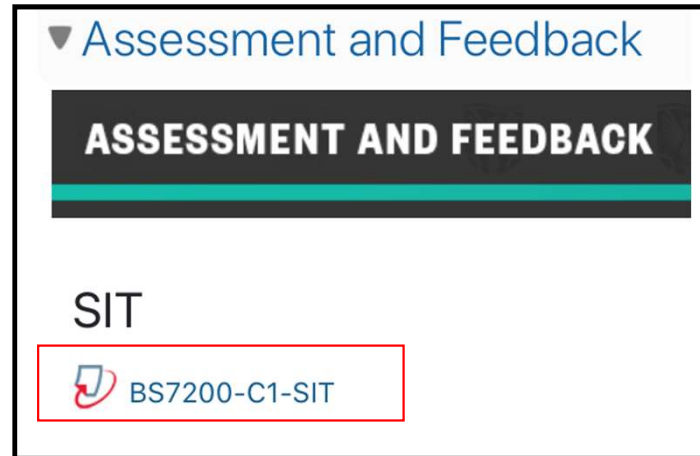 Assessment and Feedback
ASSESSMENT AND FEEDBACK
SIT
BS7200-C1-SIT